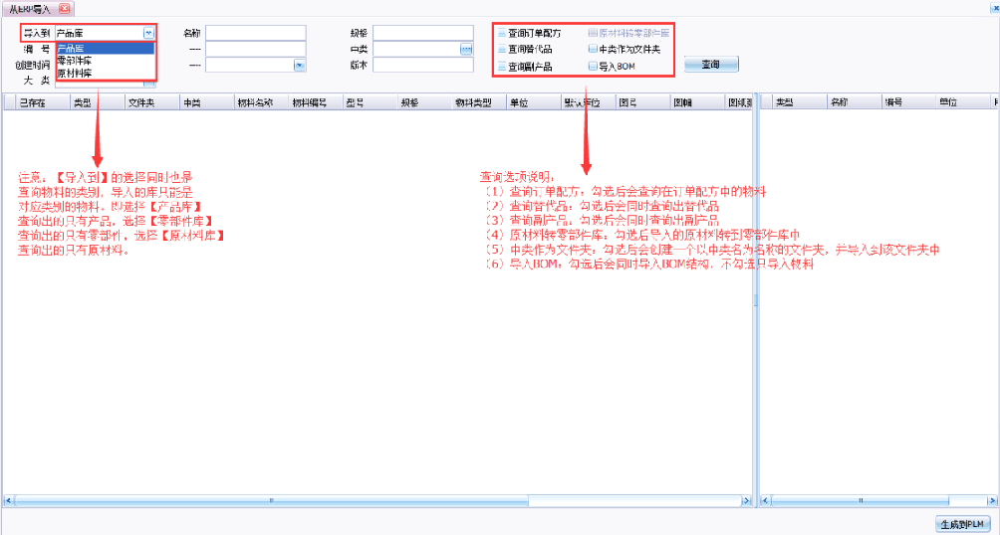 从ERP导入
导入到 产品库 名称 规格 查询订单配方 原材料转零部件库
编 号 产品库 ---- 中类 查询替代品 中类作为文件夹
创建时间 零部件库 ---- 版本 查询副产品 导入BOM 查询
原材料库
大 类
已存在 类型 文件夹 中类 物料名称 物料编号 型号 规格 物料类型 单位 默认库位 图号 图幅 图纸张 类型 名称 编号 单位
注意：【导入到】的选择同时也是
查询物料的类别，导入的库只能是
对应类别的物料。即选择【产品库】
查询出的只有产品，选择【零部件库】
查询出的只有零部件，选择【原材料库】
查询出的只有原材料。
查询选项说明：
（1）查询订单配方：勾选后会查询在订单配方中的物料
（2）查询替代品：勾选后会同时查询出替代品
（3）查询副产品：勾选后会同时查询出副产品
（4）原材料转零部件库：勾选后导入的原材料转到零部件库中
（5）中类作为文件夹：勾选后会创建一个以中类名为名称的文件夹，并导入到该文件夹中
（6）导入BOM：勾选后会同时导入BOM结构，不勾选只导入物料
生成到PLM